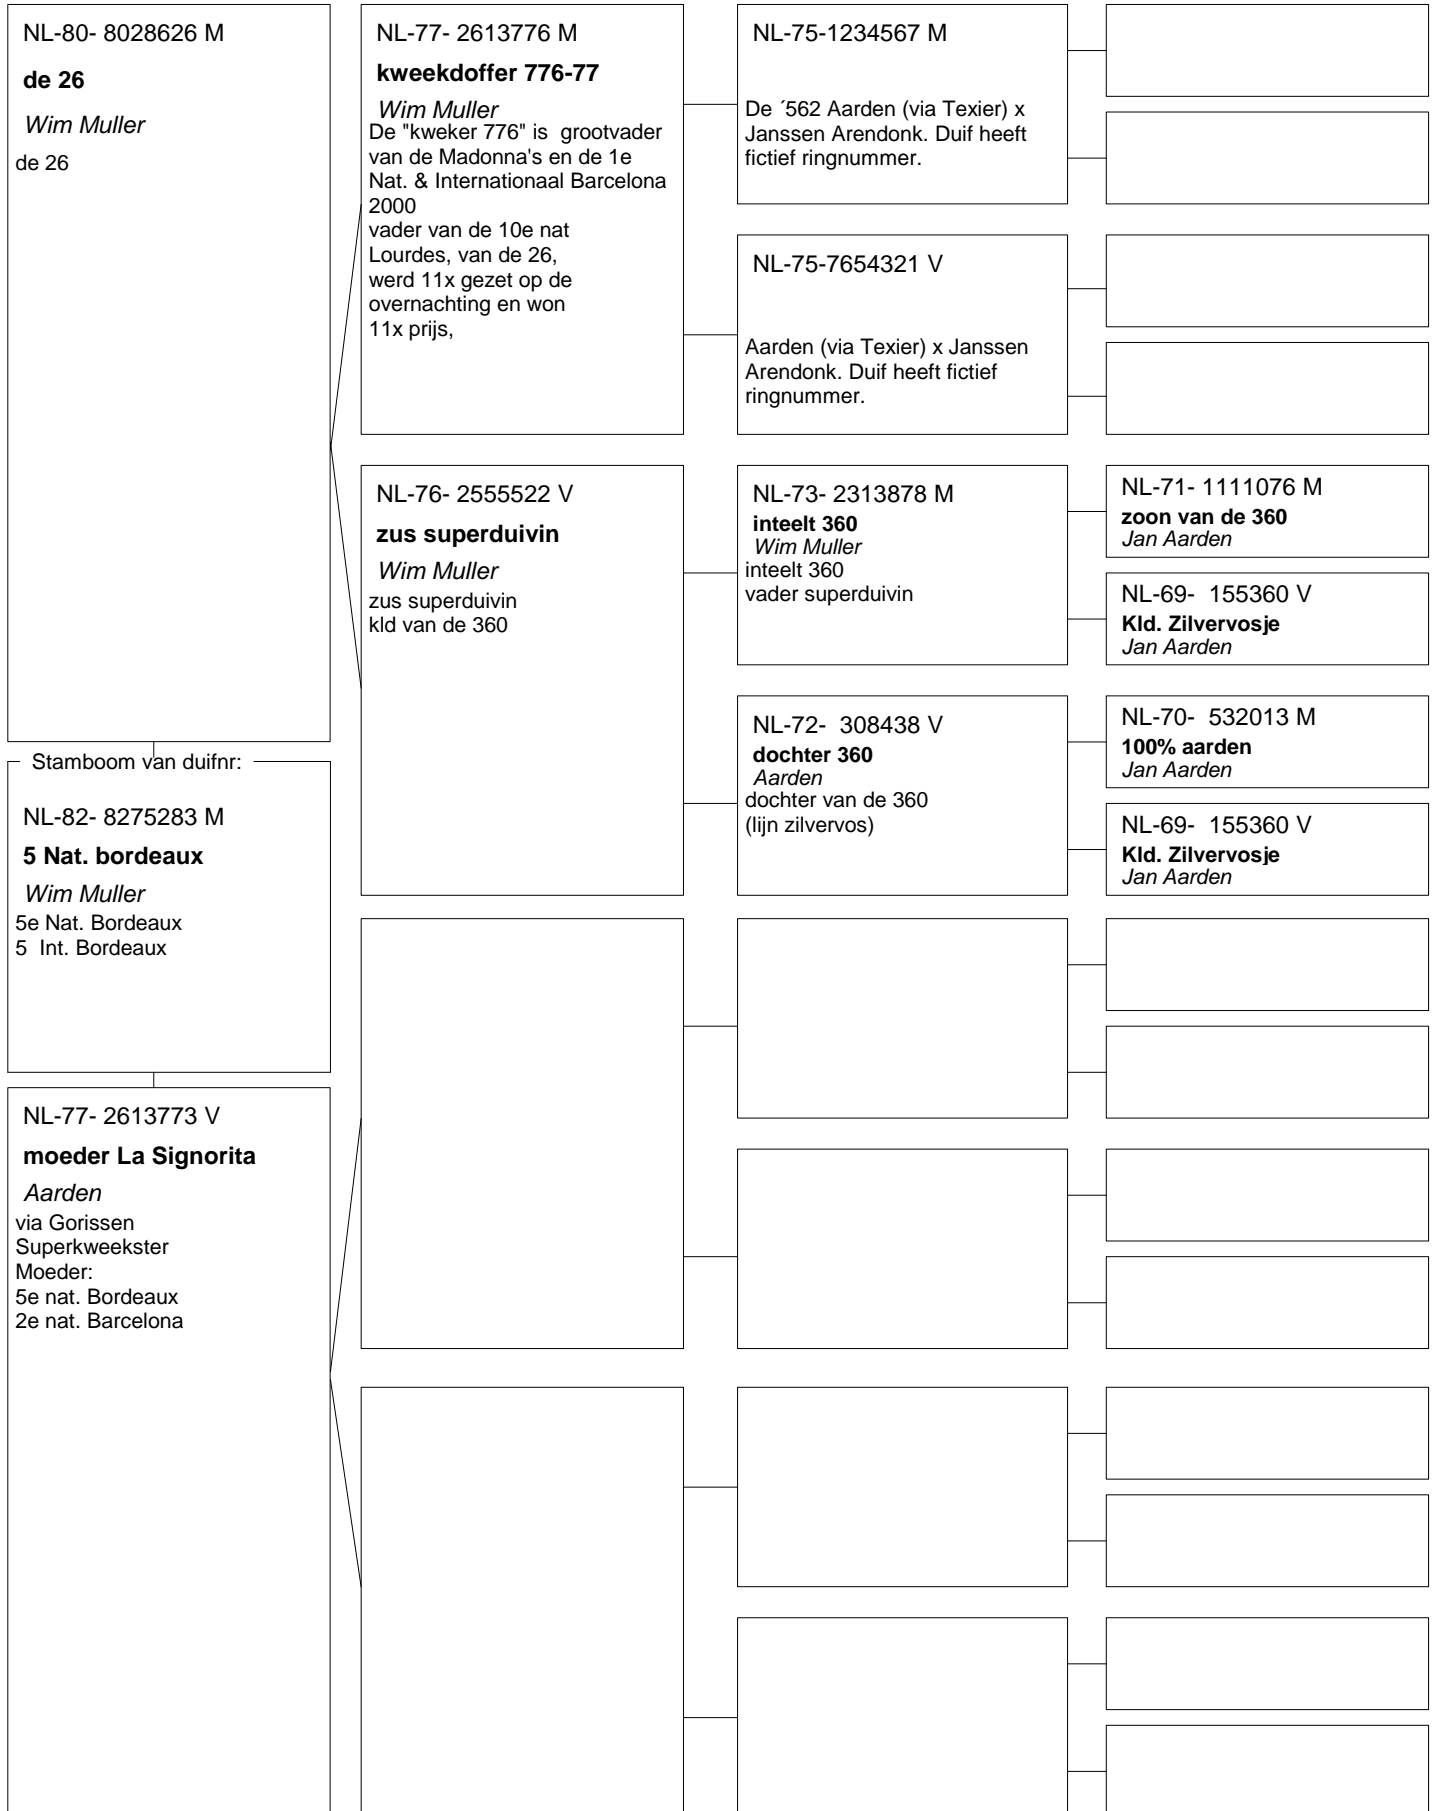 NL-80- 8028626 M
de 26
Wim Muller
de 26
Stamboom van duifnr:
NL-82- 8275283 M
5 Nat. bordeaux
Wim Muller
5e Nat. Bordeaux
5  Int. Bordeaux
NL-77- 2613773 V
moeder La Signorita
Aarden
via Gorissen
Superkweekster
Moeder:
5e nat. Bordeaux
2e nat. Barcelona
NL-77- 2613776 M
kweekdoffer 776-77
Wim Muller
De "kweker 776" is  grootvader
van de Madonna's en de 1e
Nat. & Internationaal Barcelona
2000
vader van de 10e nat
Lourdes, van de 26,
werd 11x gezet op de
overnachting en won
11x prijs,
NL-76- 2555522 V
zus superduivin
Wim Muller
zus superduivin
kld van de 360
NL-75-1234567 M
De ´562 Aarden (via Texier) x
Janssen Arendonk. Duif heeft
fictief ringnummer.
NL-75-7654321 V
Aarden (via Texier) x Janssen
Arendonk. Duif heeft fictief
ringnummer.
NL-73- 2313878 M
inteelt 360
Wim Muller
inteelt 360
vader superduivin
NL-72-  308438 V
dochter 360
Aarden
dochter van de 360
(lijn zilvervos)
NL-71- 1111076 M
zoon van de 360
Jan Aarden
NL-69-  155360 V
Kld. Zilvervosje
Jan Aarden
NL-70-  532013 M
100% aarden
Jan Aarden
NL-69-  155360 V
Kld. Zilvervosje
Jan Aarden